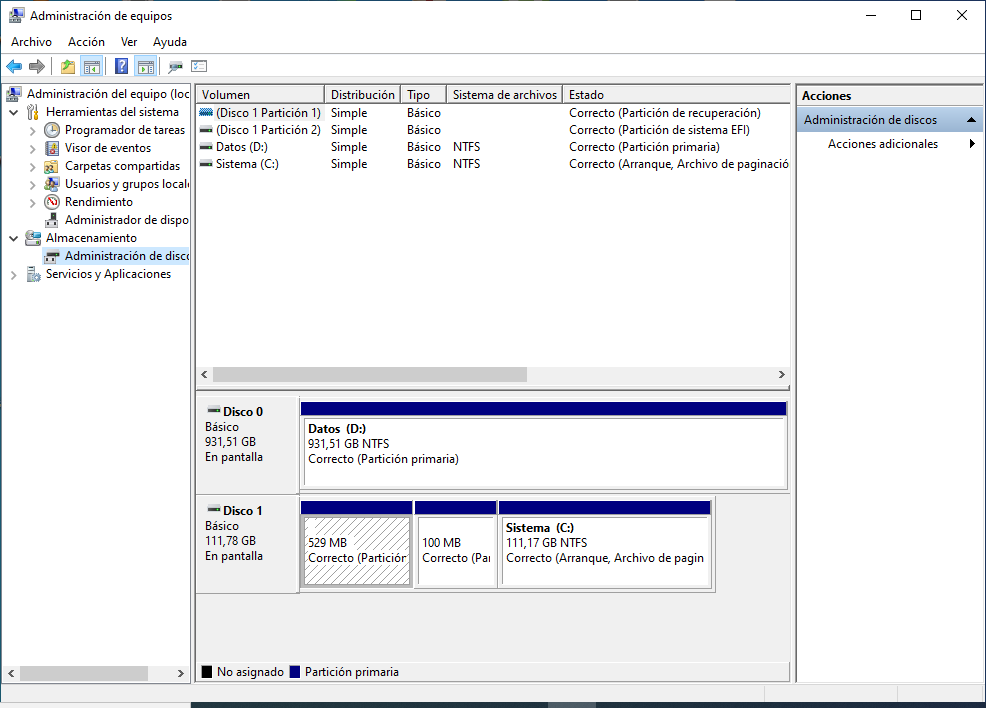 Administración de equipos
Archivo Acción Ver Ayuda
Administración del equipo (loc
Herramientas del sistema
Programador de tareas
Visor de eventos
Carpetas compartidas
Usuarios y grupos locale
Rendimiento
Administrador de dispo
Almacenamiento
Administración de disco
Servicios y Aplicaciones
Volumen Distribución Tipo Sistema de archivos Estado
(Disco 1 Partición 1) Simple Básico Correcto (Partición de recuperación)
(Disco 1 Partición 2) Simple Básico Correcto (Partición de sistema EFI)
Datos (D:) Simple Básico NTFS Correcto (Partición primaria)
Sistema (C:) Simple Básico NTFS Correcto (Arranque, Archivo de paginació
Disco 0
Básico
931,51 GB
En pantalla
Datos (D:)
931,51 GB NTFS
Correcto (Partición primaria)
Disco 1
Básico
111,78 GB
En pantalla
529 MB
Correcto (Partición
100 MB
Correcto (Pa
Sistema (C:)
111,17 GB NTFS
Correcto (Arranque, Archivo de pagin
No asignado Partición primaria
Acciones
Administración de discos
Acciones adicionales